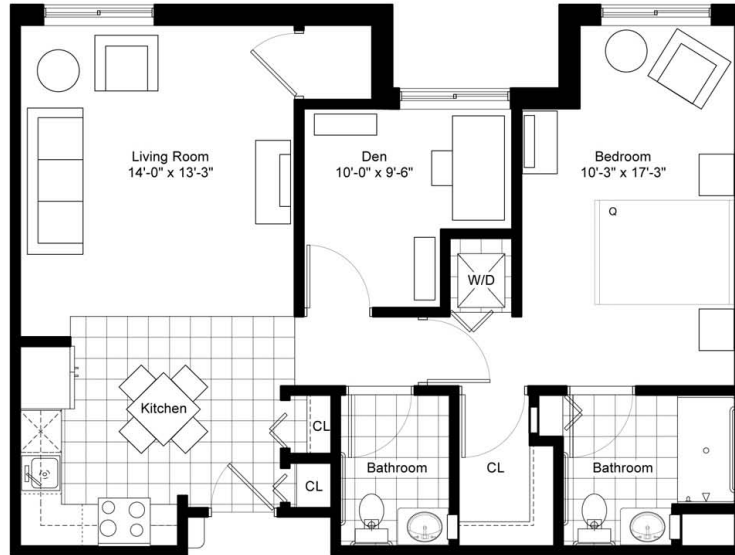 Living Room
14'-0" x 13'-3"
Den
10'-0" x 9'-6"
Bedroom
10'-3" x 17'-3"
Q
W/D
Kitchen
CL
CL
Bathroom
CL
Bathroom